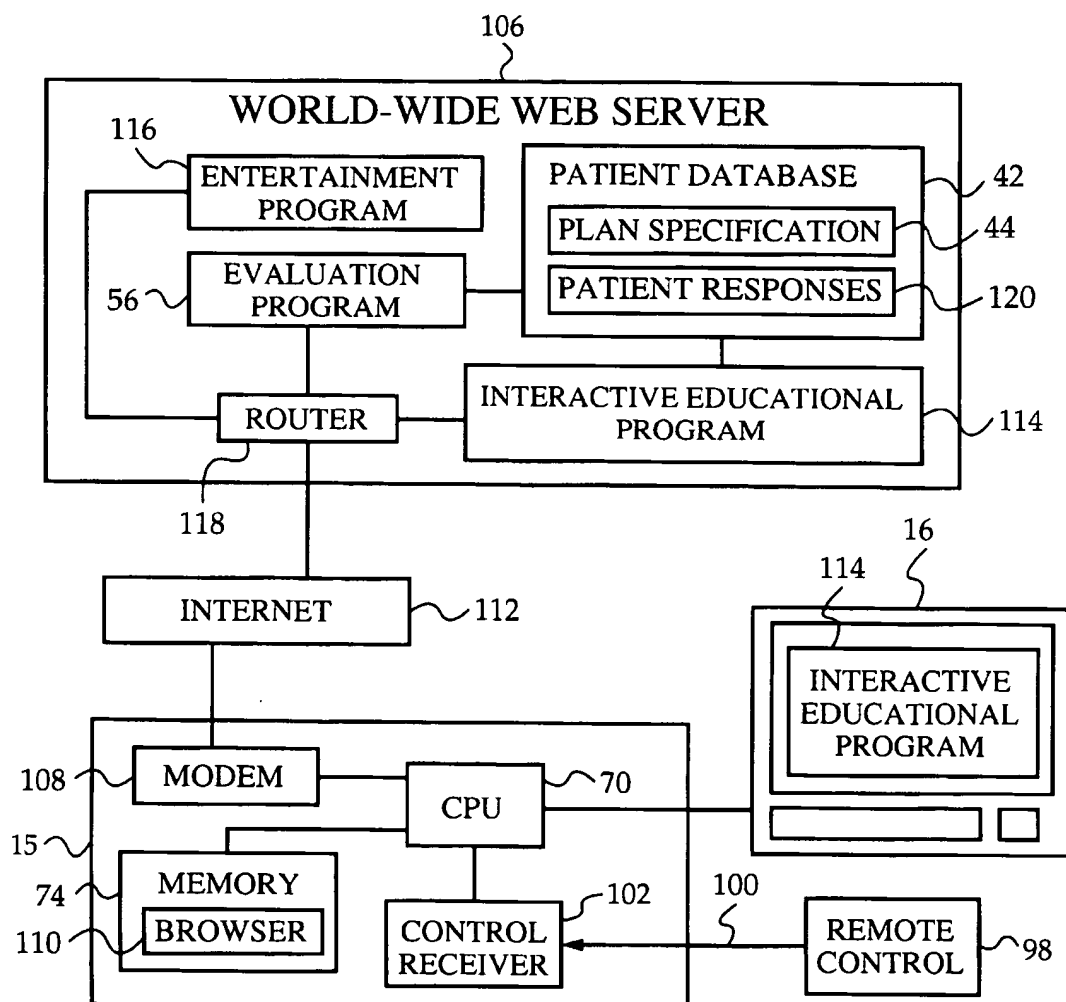 106
WORLD-WIDE WEB SERVER
116
ENTERTAINMENT
PROGRAM
PATIENT DATABASE
42
PLAN SPECIFICATION
44
EVALUATION
PROGRAM
56
PATIENT RESPONSES
120
ROUTER
INTERACTIVE EDUCATIONAL
PROGRAM
114
118
INTERNET
112
16
114
INTERACTIVE
EDUCATIONAL
PROGRAM
108
MODEM
70
CPU
15
74
MEMORY
110
BROWSER
102
CONTROL
RECEIVER
100
REMOTE
CONTROL
98